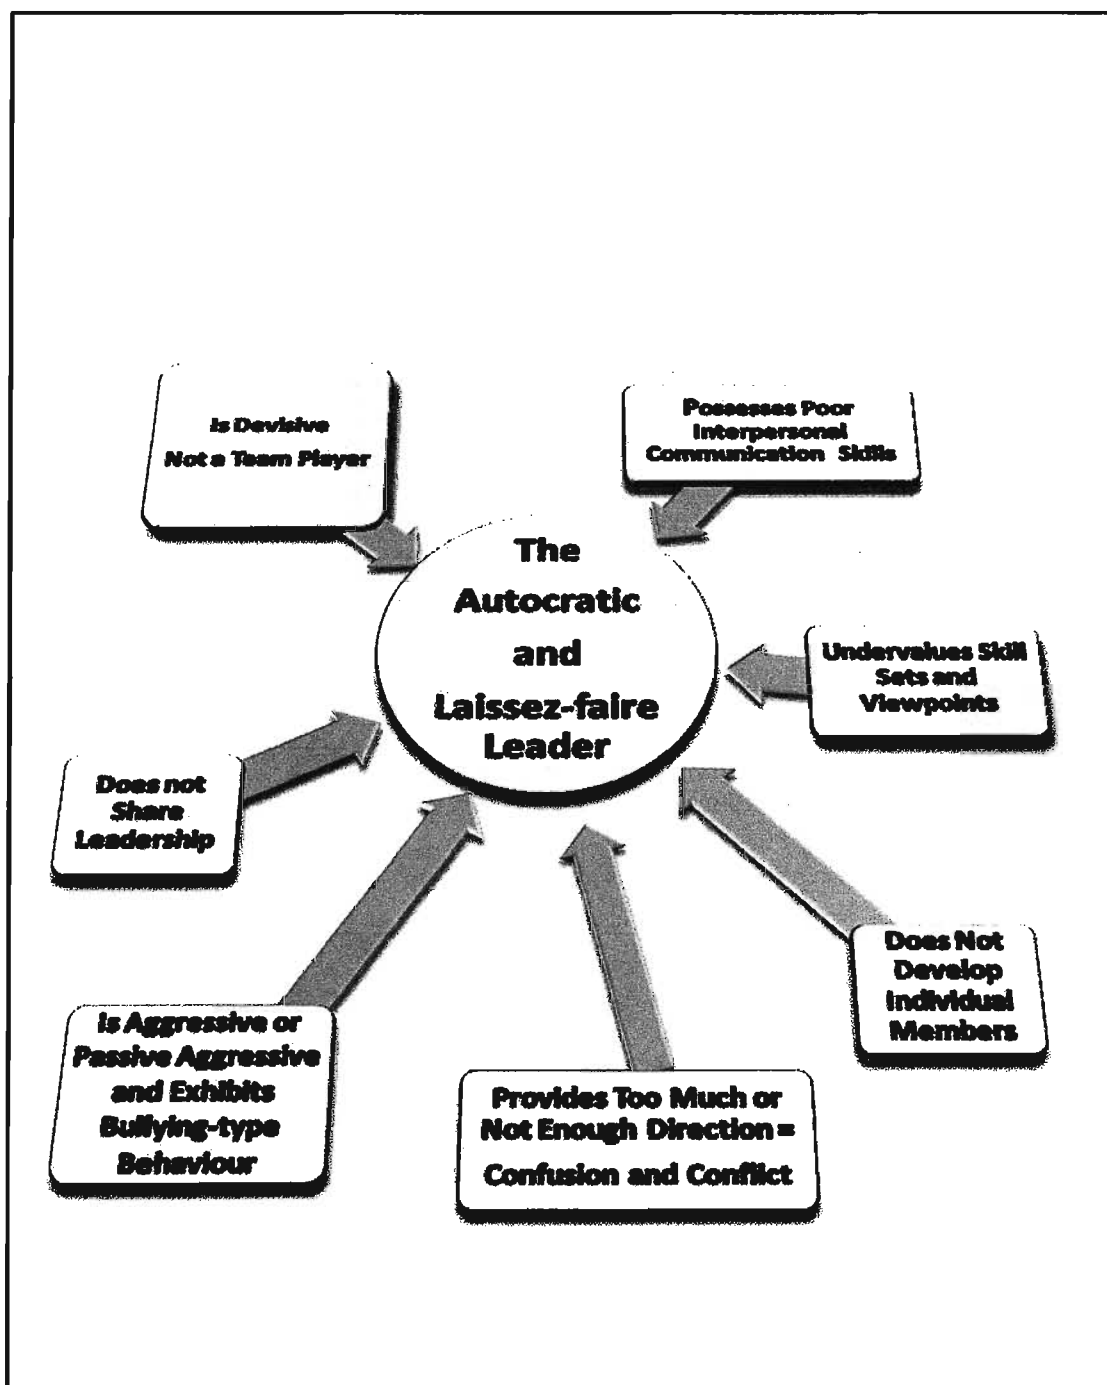 Is Devisive
Not a Team Player
Possesses Poor
Interpersonal
Communication Skills
The
Autocratic
and
Laissez-faire
Leader
Undervalues Skill
Sets and
Viewpoints
Does not
Share
Leadership
Does Not
Develop
Individual
Members
Is Aggressive or
Passive Aggressive
and Exhibits
Bullying-type
Behaviour
Provides Too Much or
Not Enough Direction =
Confusion and Conflict